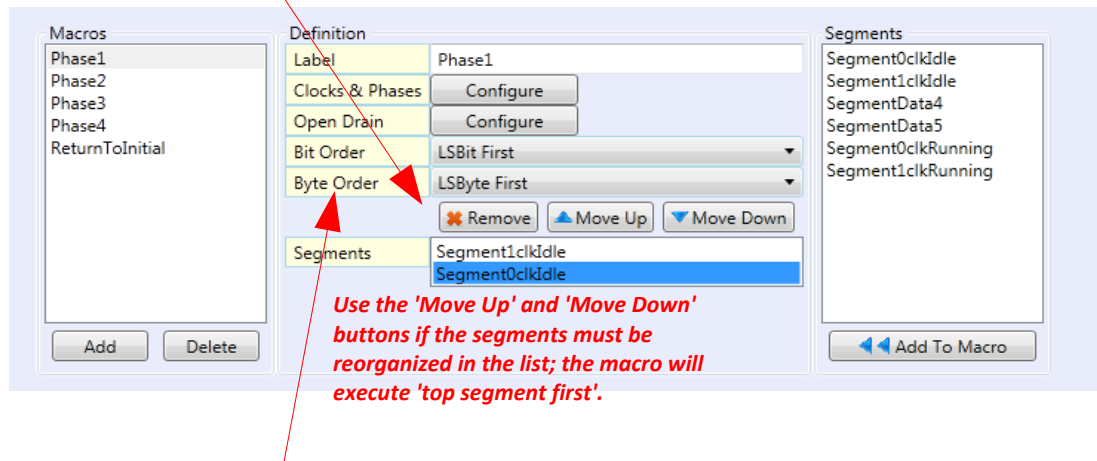 Macros
Phase1
Phase2
Phase3
Phase4
ReturnToInitial
Add Delete
Definition
Label Phase1
Clocks & Phases Configure
Open Drain Configure
Bit Order LSBit First
Byte Order LSByte First
Remove Move Up Move Down
Segments Segment1clkIdle
Segment0clkIdle
Use the 'Move Up' and 'Move Down'
buttons if the segments must be
reorganized in the list; the macro will
execute 'top segment first'.
Segments
Segment0clkIdle
Segment1clkIdle
SegmentData4
SegmentData5
Segment0clkRunning
Segment1clkRunning
Add To Macro